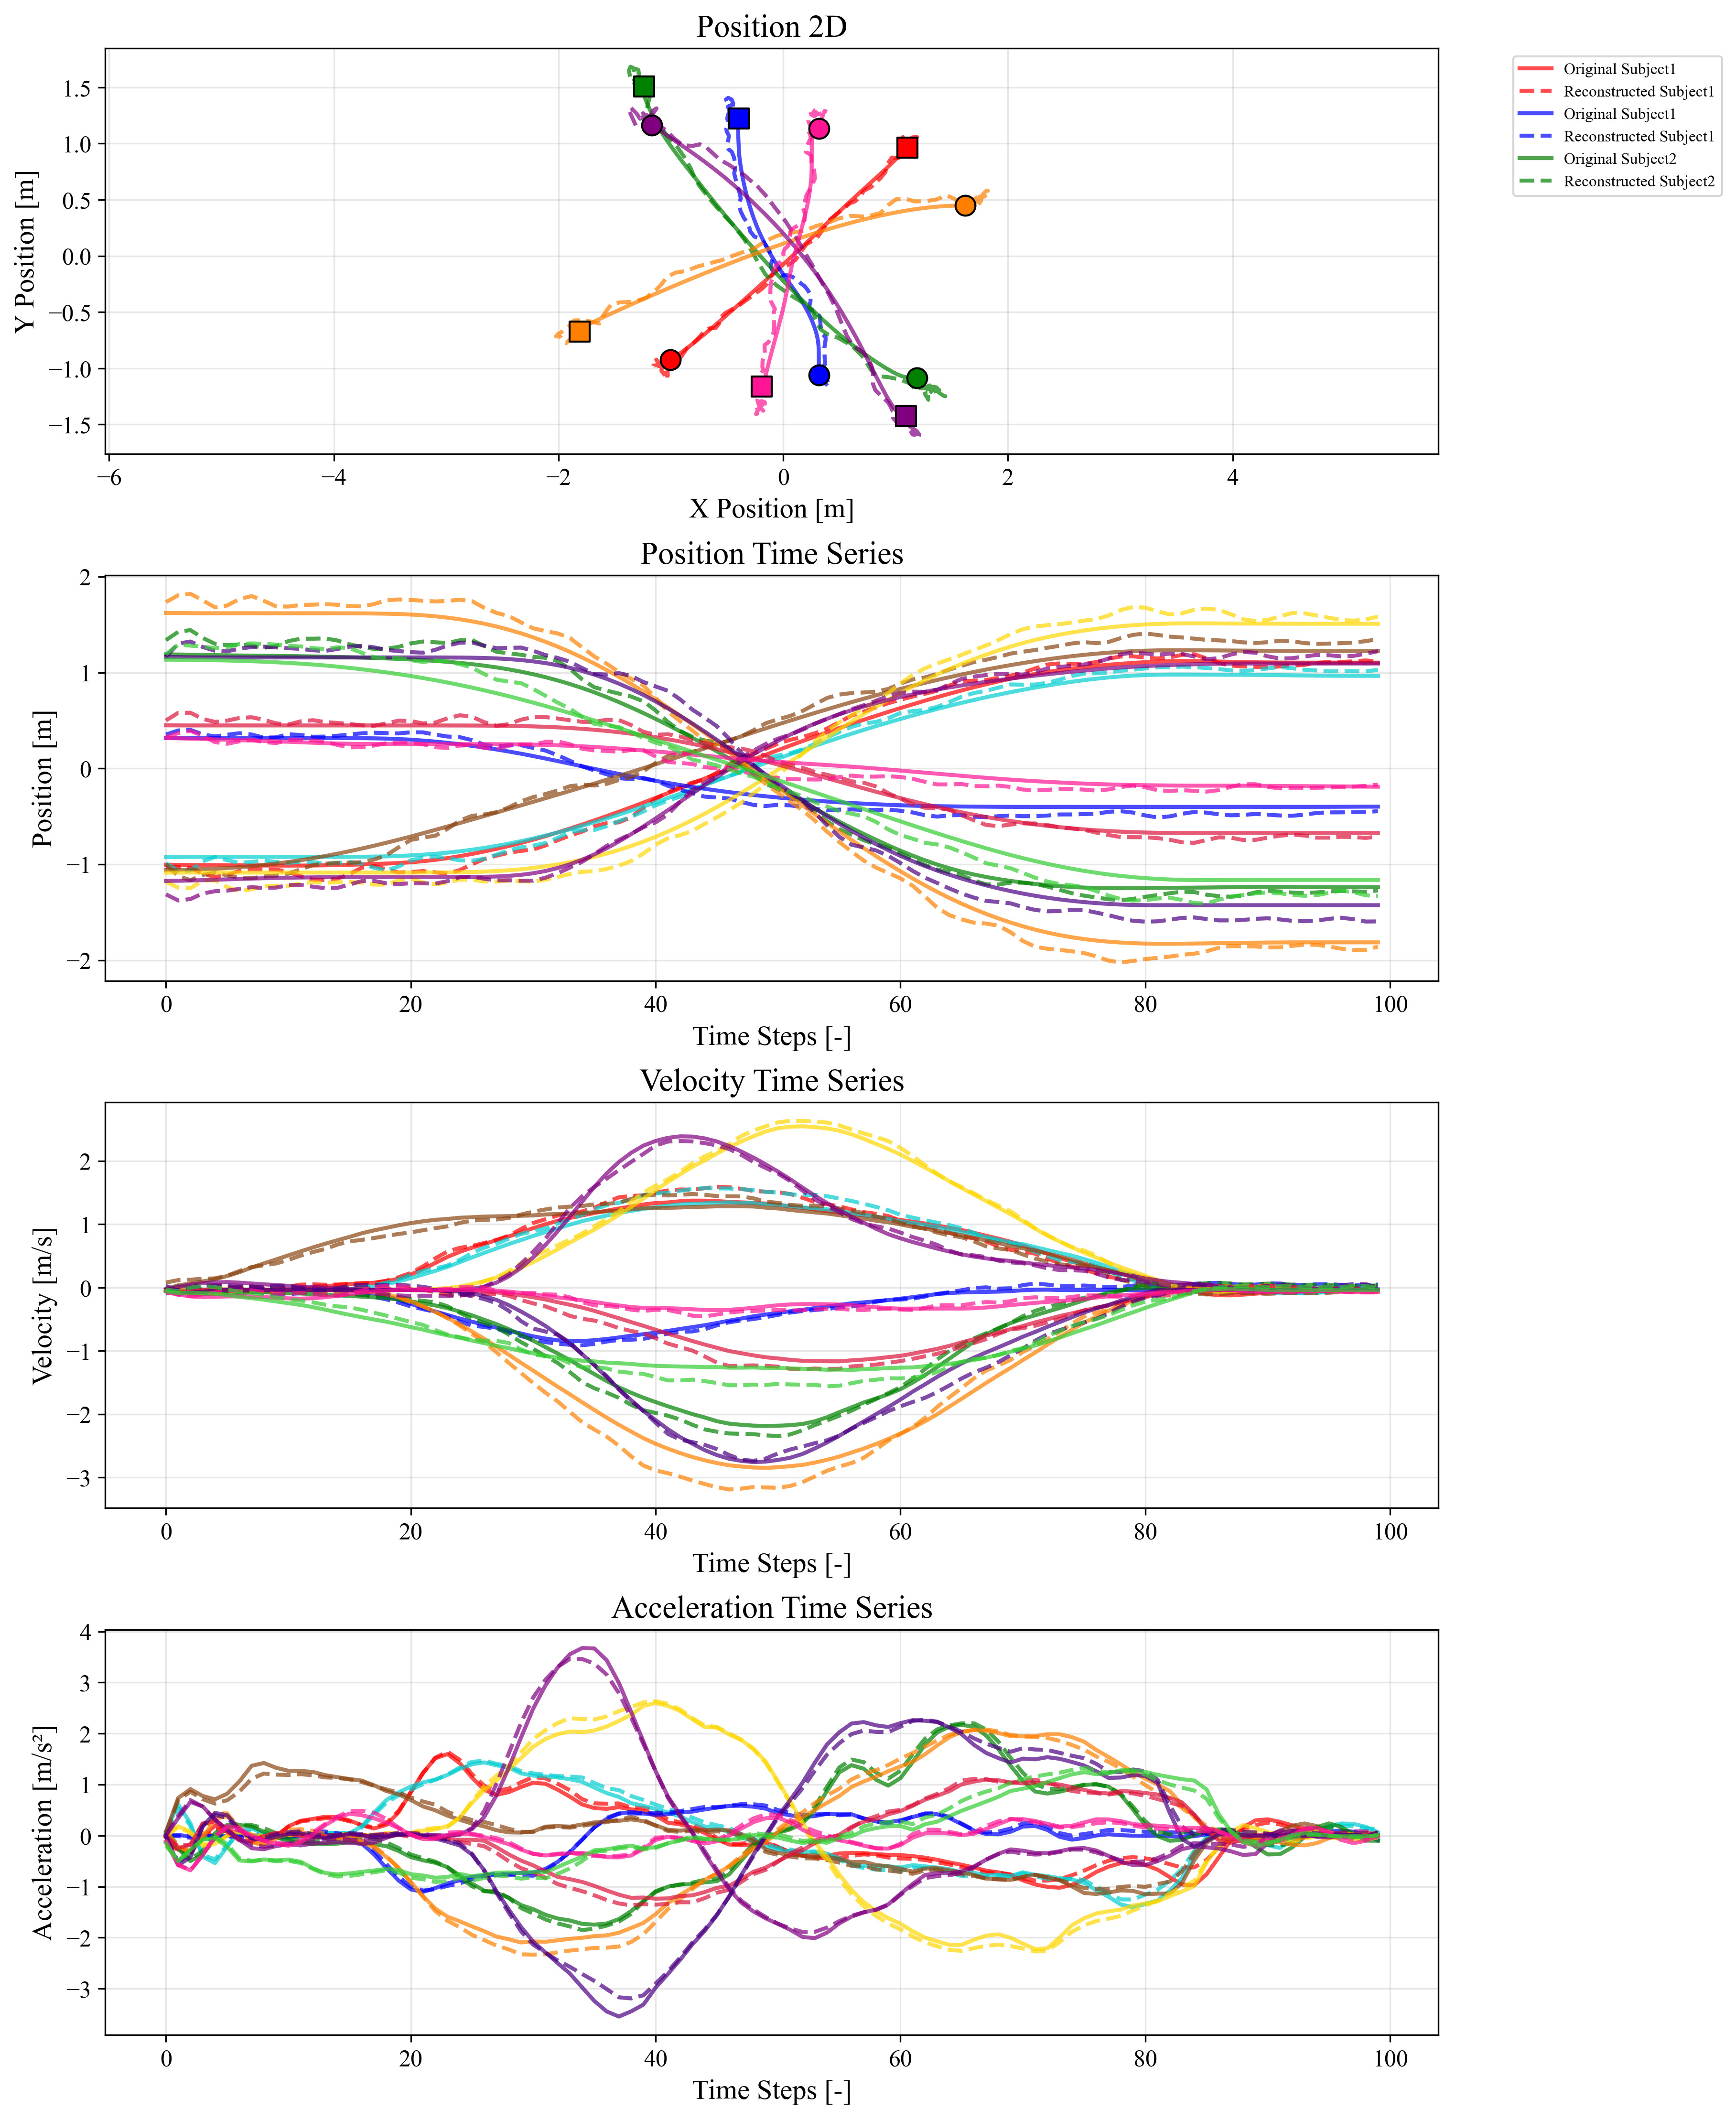 Position 2D
Y Position [m]
1.5
1.0
0.5
0.0
−0.5
−1.0
−1.5
−6 −4 −2 0 2 4
X Position [m]
Original Subject1
Reconstructed Subject1
Original Subject1
Reconstructed Subject1
Original Subject2
Reconstructed Subject2
Position Time Series
Position [m]
2
1
0
−1
−2
0 20 40 60 80 100
Time Steps [-]
Velocity Time Series
Velocity [m/s]
2
1
0
−1
−2
−3
0 20 40 60 80 100
Time Steps [-]
Acceleration Time Series
Acceleration [m/s²]
4
3
2
1
0
−1
−2
−3
0 20 40 60 80 100
Time Steps [-]